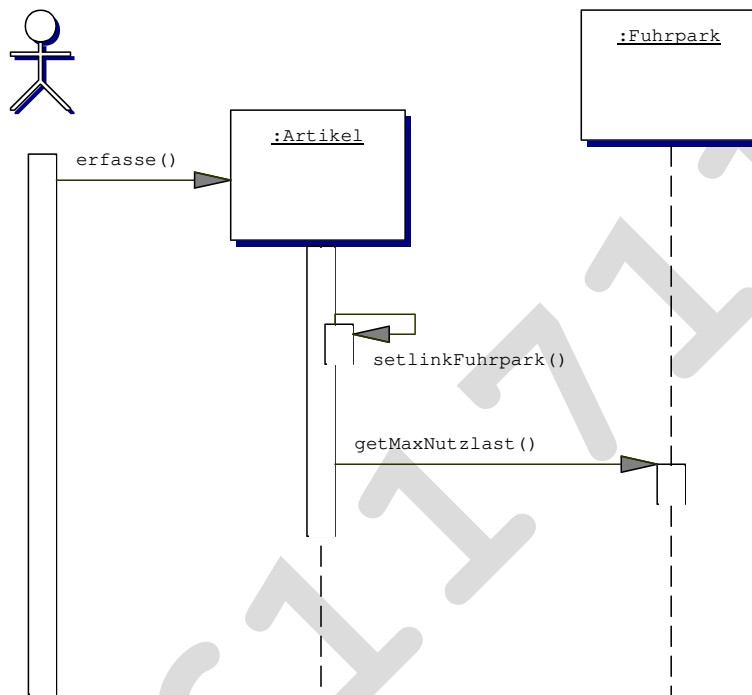 :Fuhrpark
:Artikel
erfasse()
setlinkFuhrpark()
getMaxNutzlast()